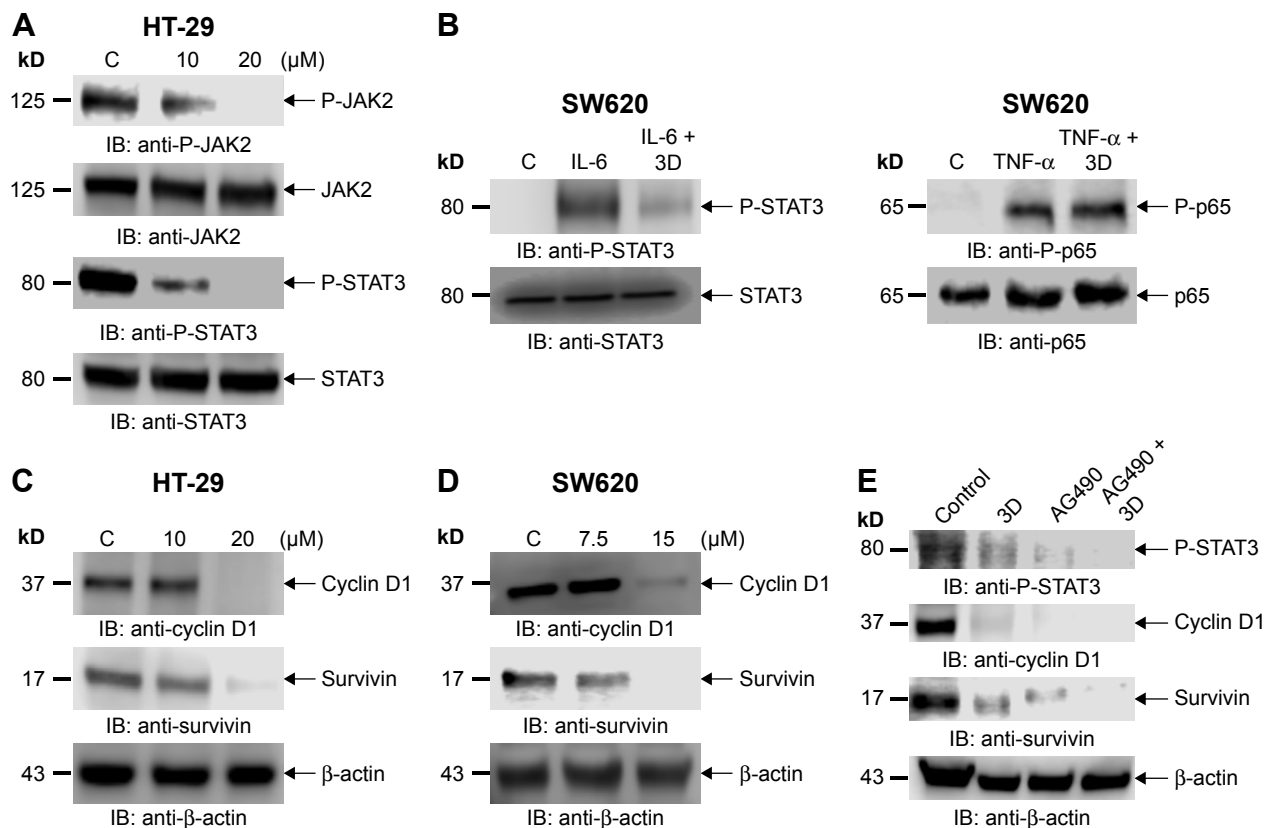 A
HT-29
kD C 10 20 (µM)
125 P-JAK2
IB: anti-P-JAK2
125 JAK2
IB: anti-JAK2
80 P-STAT3
IB: anti-P-STAT3
80 STAT3
IB: anti-STAT3
B
SW620
kD C IL-6 IL-6 + 3D
80 P-STAT3
IB: anti-P-STAT3
80 STAT3
IB: anti-STAT3
SW620
kD C TNF-α TNF-α + 3D
65 P-p65
IB: anti-P-p65
65 p65
IB: anti-p65
C
HT-29
kD C 10 20 (µM)
37 Cyclin D1
IB: anti-cyclin D1
17 Survivin
IB: anti-survivin
43 β-actin
IB: anti-β-actin
D
SW620
kD C 7.5 15 (µM)
37 Cyclin D1
IB: anti-cyclin D1
17 Survivin
IB: anti-survivin
43 β-actin
IB: anti-β-actin
E
kD Control 3D AG490 AG490 + 3D
80 P-STAT3
IB: anti-P-STAT3
37 Cyclin D1
IB: anti-cyclin D1
17 Survivin
IB: anti-survivin
43 β-actin
IB: anti-β-actin